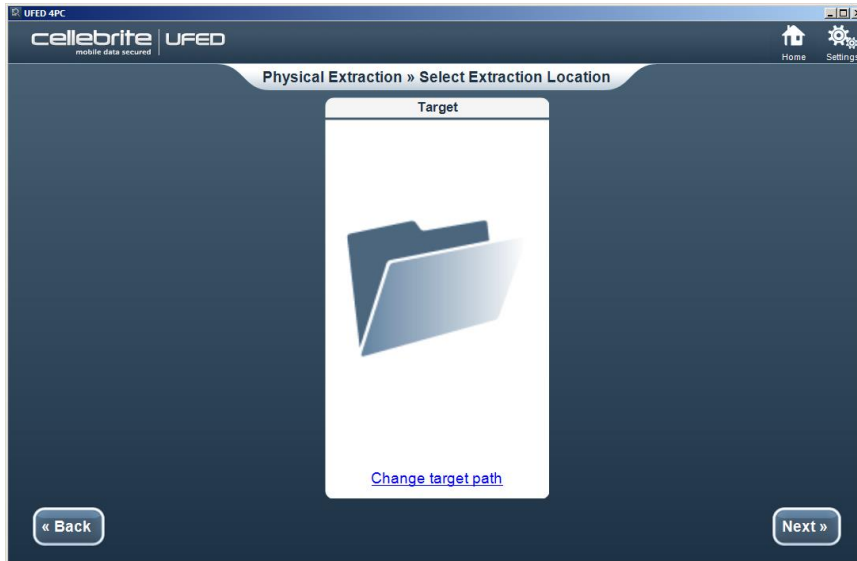 UFED 4PC
cellebrite UFED
mobile data secured
Home
Settings
Physical Extraction » Select Extraction Location
Target
Change target path
« Back
Next »